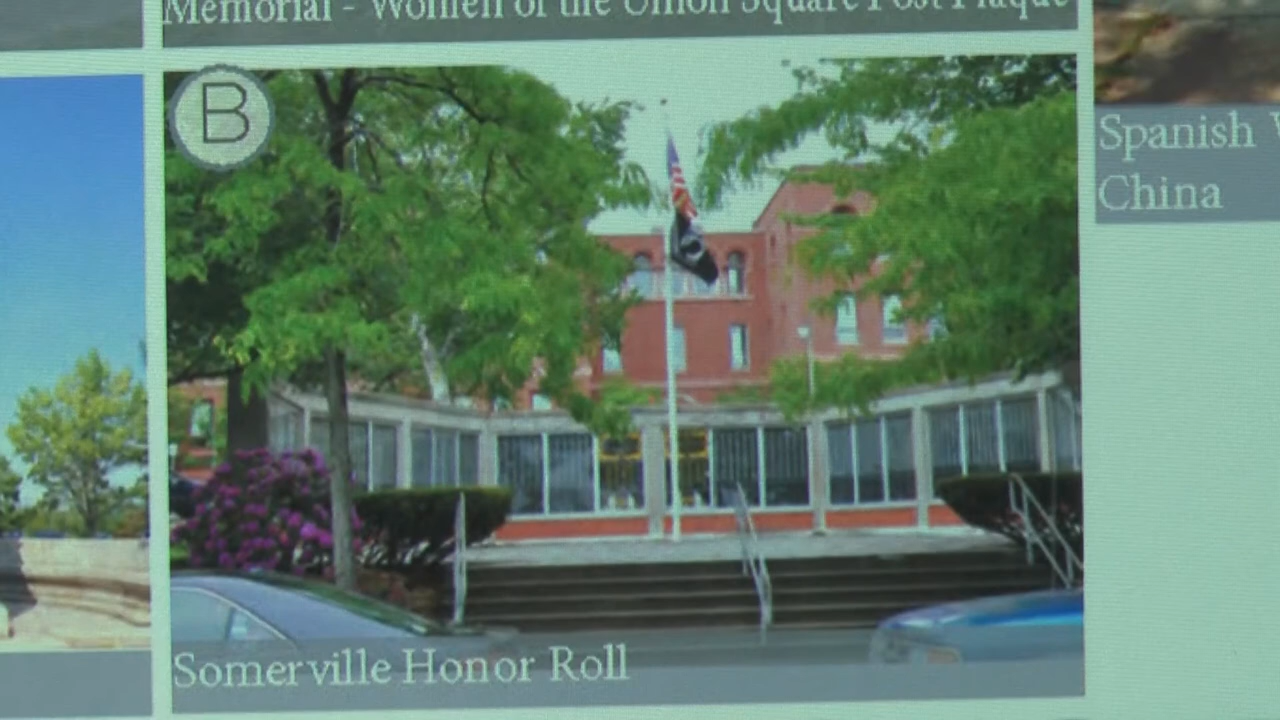 Memorial - Women of the Union Square Post Plaque
B
Spanish
China
Somerville Honor Roll